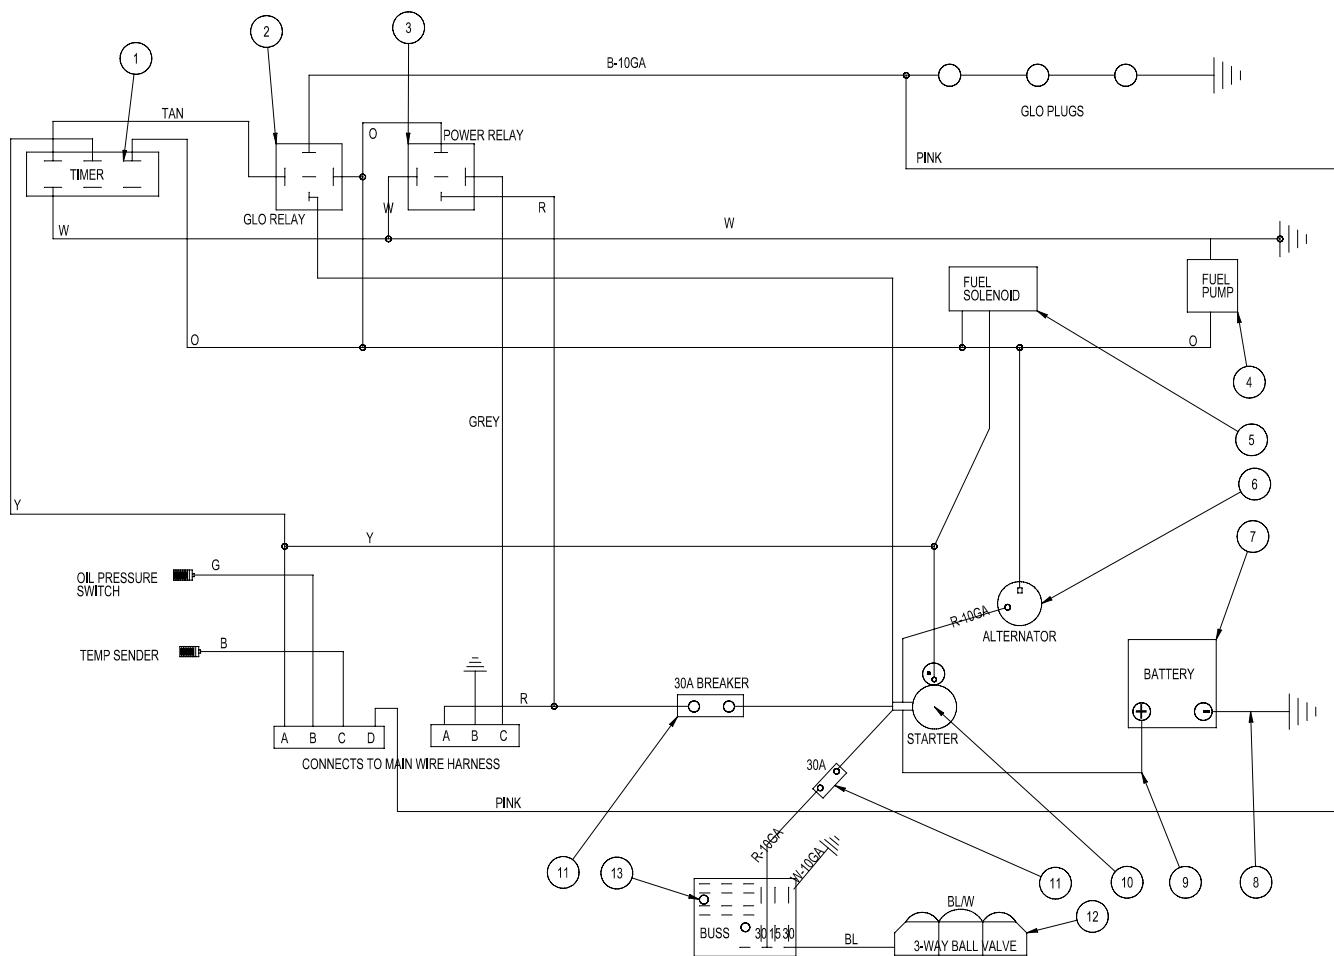 2
3
1
B-10GA
TAN
GLO PLUGS
O
POWER RELAY
PINK
TIMER
GLO RELAY
W
R
W
W
FUEL
SOLENOID
FUEL
PUMP
O
O
4
GREY
5
6
Y
Y
7
G
OIL PRESSURE
SWITCH
R-10GA
ALTERNATOR
B
TEMP SENDER
BATTERY
30A BREAKER
R
+
-
A B C D
A B C
STARTER
CONNECTS TO MAIN WIRE HARNESS
30A
PINK
R-10GA
W-10GA
11
13
11
10
9
8
BL/W
12
BUSS
30 15 30
BL
3-WAY BALL VALVE